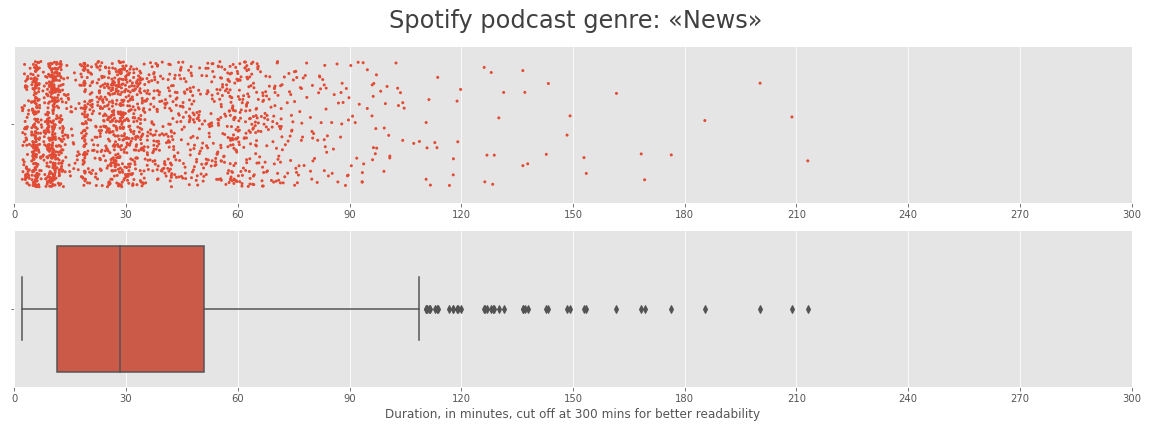 Spotify podcast genre: «News»
0 30 60 90 120 150 180 210 240 270 300
0 30 60 90 120 150 180 210 240 270 300
Duration, in minutes, cut off at 300 mins for better readability